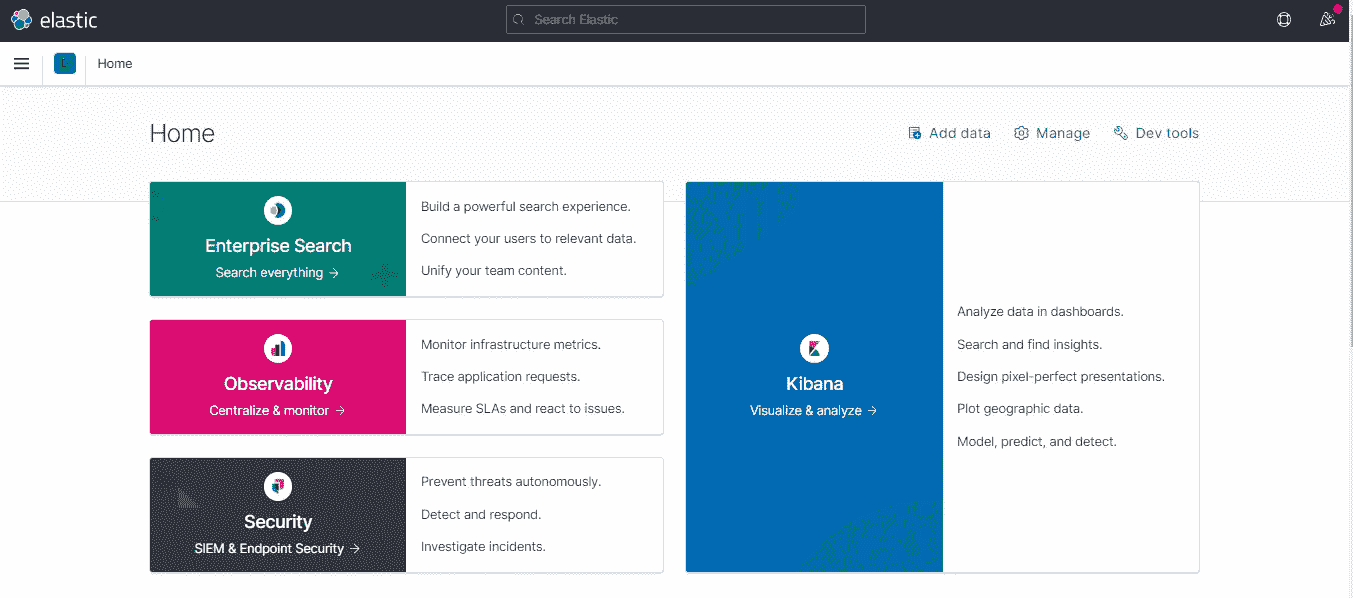 elastic
Search Elastic
L
Home
Home
Add data
Manage
Dev tools
Enterprise Search
Search everything →
Build a powerful search experience.
Connect your users to relevant data.
Unify your team content.
Observability
Centralize & monitor →
Monitor infrastructure metrics.
Trace application requests.
Measure SLAs and react to issues.
Security
SIEM & Endpoint Security →
Prevent threats autonomously.
Detect and respond.
Investigate incidents.
Kibana
Visualize & analyze →
Analyze data in dashboards.
Search and find insights.
Design pixel-perfect presentations.
Plot geographic data.
Model, predict, and detect.